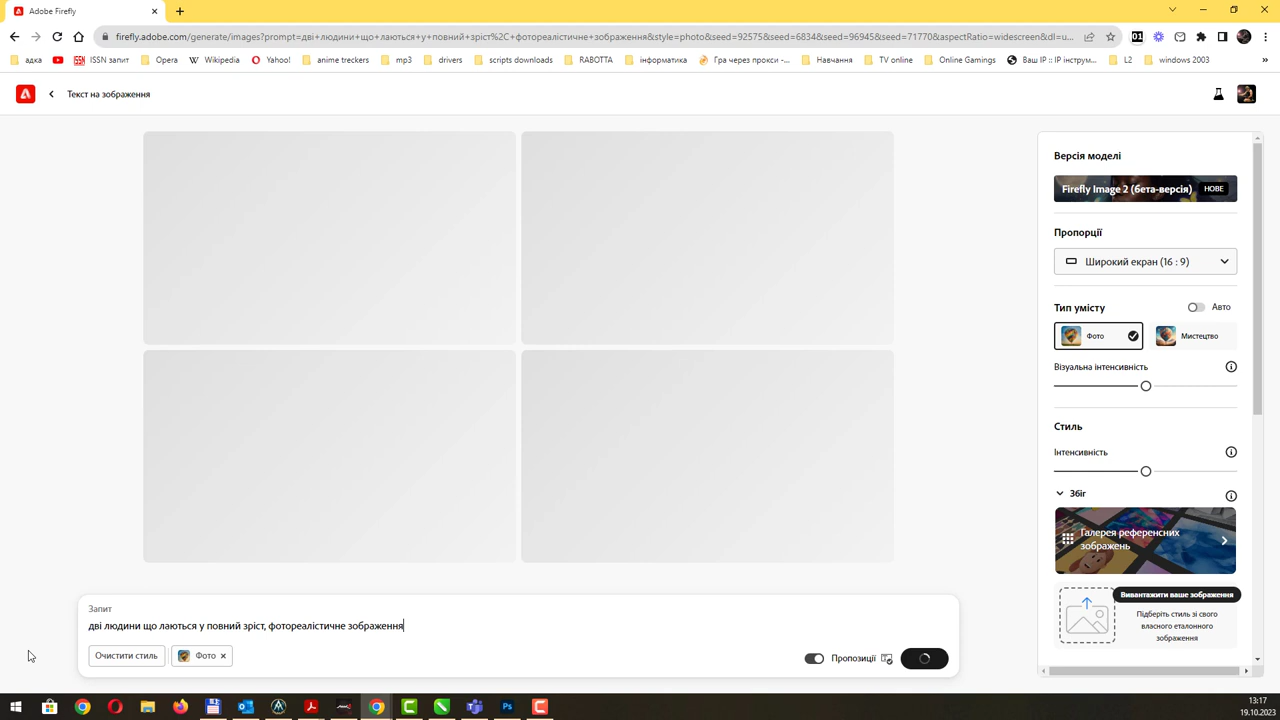 Adobe Firefly
firefly.adobe.com/generate/images?prompt=дві+людини+що+лаються+у+повний+зріст%2C+фотореалістичне+зображення&style=photo&seed=92575&seed=6834&seed=96945&seed=71770&aspectRatio=widescreen&dl=u...
адка
ISSN запит
Opera
Wikipedia
Yahoo!
anime treckers
mp3
drivers
scripts downloads
RABOTTA
інформатика
Гра через прокси -...
Навчання
TV online
Online Gamings
Ваш IP :: IP інструм...
L2
windows 2003
»
Текст на зображення
Версія моделі
Firefly Image 2 (бета-версія) НОВЕ
Пропорції
Широкий екран (16 : 9)
Тип умісту
Авто
Фото
Мистецтво
Візуальна інтенсивність
Стиль
Інтенсивність
Збіг
Галерея референсних
зображень
Вивантажити ваше зображення
Підберіть стиль зі свого
власного еталонного
зображення
Запит
дві людини що лаються у повний зріст, фотореалістичне зображення
Очистити стиль
Фото ×
Пропозиції
13:17
19.10.2023